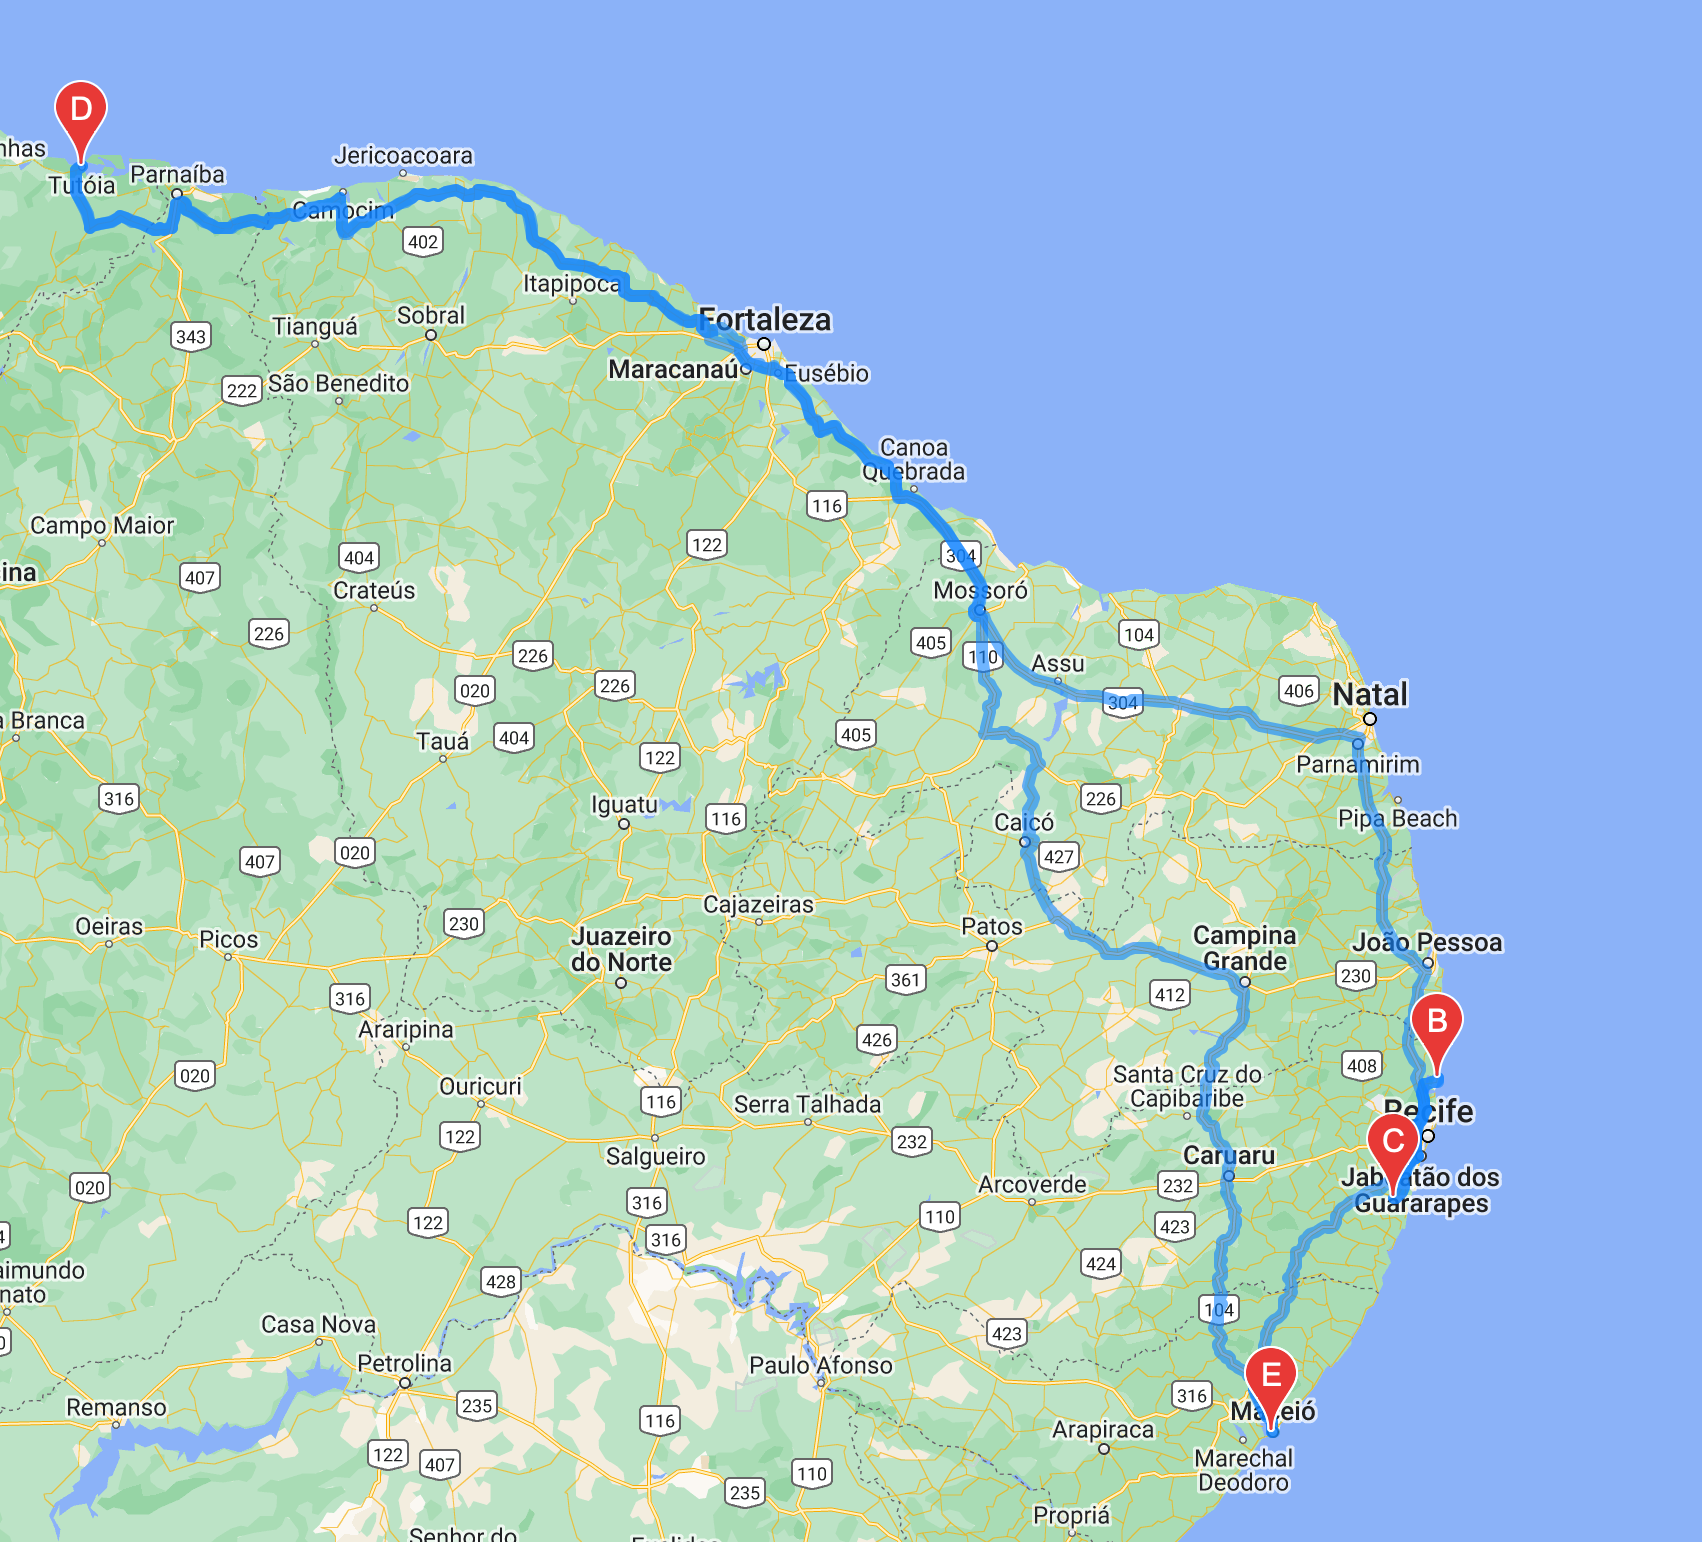 D
nhas
Jericoacoara
Tutóia
Parnaíba
Camocim
402
Itapipoca
Fortaleza
343
Tianguá
Sobral
Maracanaú
Eusébio
222
São Benedito
Canoa
Quebrada
116
Campo Maior
122
404
304
ina
407
Crateús
Mossoró
226
405
104
226
110
Assu
020
226
406
Natal
304
a Branca
Tauá
404
405
122
Parnamirim
316
Iguatu
116
226
Pipa Beach
Caicó
020
407
427
Cajazeiras
Oeiras
Picos
230
Juazeiro
do Norte
Patos
Campina
Grande
João Pessoa
361
230
316
412
Araripina
426
B
408
020
Ouricuri
116
Santa Cruz do
Capibaribe
Serra Talhada
Recife
122
232
C
Salgueiro
Caruaru
020
Arcoverde
232
Jaboatão dos
Guararapes
316
110
423
122
316
424
aimundo
nato
428
104
Casa Nova
423
Petrolina
Paulo Afonso
E
Remanso
235
116
316
Maceió
Arapiraca
122
407
110
Marechal
Deodoro
235
Propriá
Senhor do